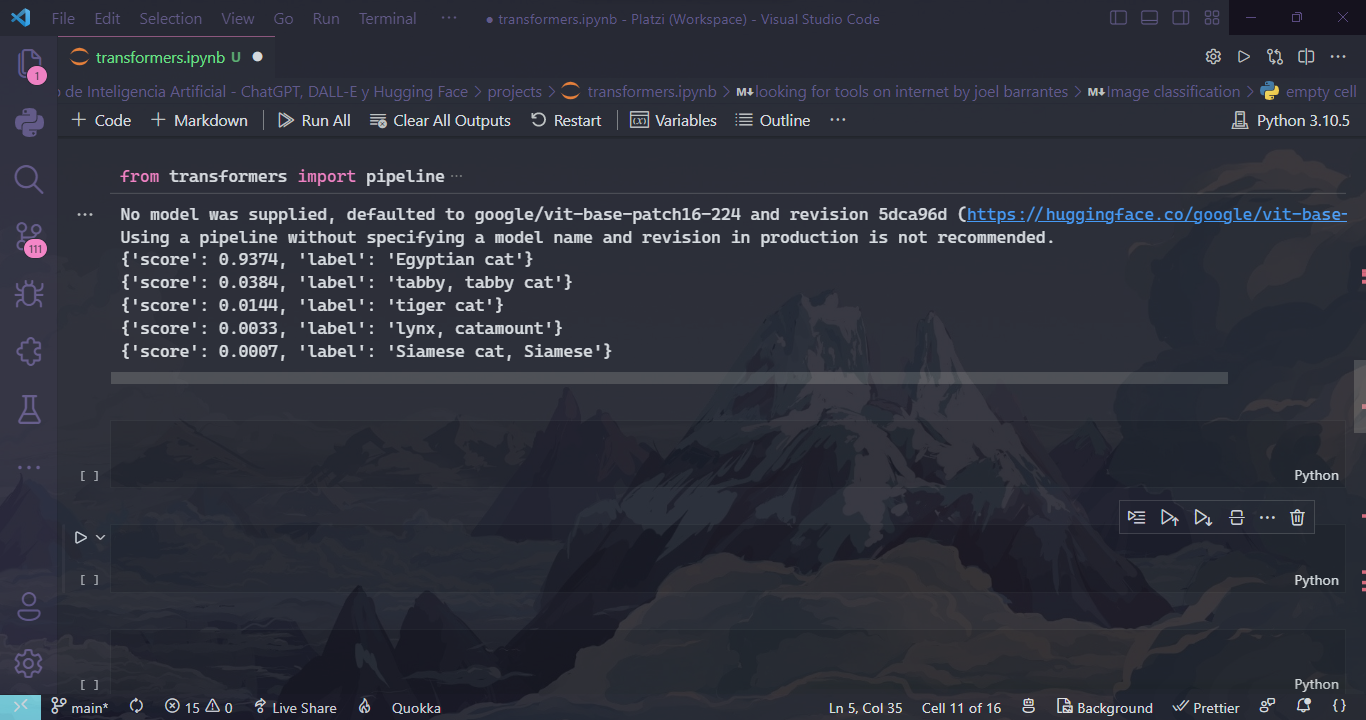 File Edit Selection View Go Run Terminal ··· ● transformers.ipynb - Platzi (Workspace) - Visual Studio Code
transformers.ipynb U ●
1
o de Inteligencia Artificial - ChatGPT, DALL-E y Hugging Face > projects > transformers.ipynb > M↓looking for tools on internet by joel barrantes > M↓Image classification > empty cell
+ Code + Markdown Run All Clear All Outputs Restart (x) Variables Outline ··· Python 3.10.5
from transformers import pipeline ···
··· No model was supplied, defaulted to google/vit-base-patch16-224 and revision 5dca96d (https://huggingface.co/google/vit-base-
Using a pipeline without specifying a model name and revision in production is not recommended.
111
{'score': 0.9374, 'label': 'Egyptian cat'}
{'score': 0.0384, 'label': 'tabby, tabby cat'}
{'score': 0.0144, 'label': 'tiger cat'}
{'score': 0.0033, 'label': 'lynx, catamount'}
{'score': 0.0007, 'label': 'Siamese cat, Siamese'}
[ ] Python
[ ] Python
[ ] Python
main* 15 0 Live Share Quokka Ln 5, Col 35 Cell 11 of 16 Background Prettier { }